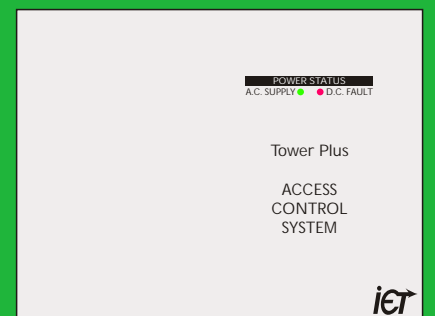 POWER STATUS
A.C. SUPPLY D.C. FAULT
Tower Plus
ACCESS
CONTROL
SYSTEM
iET